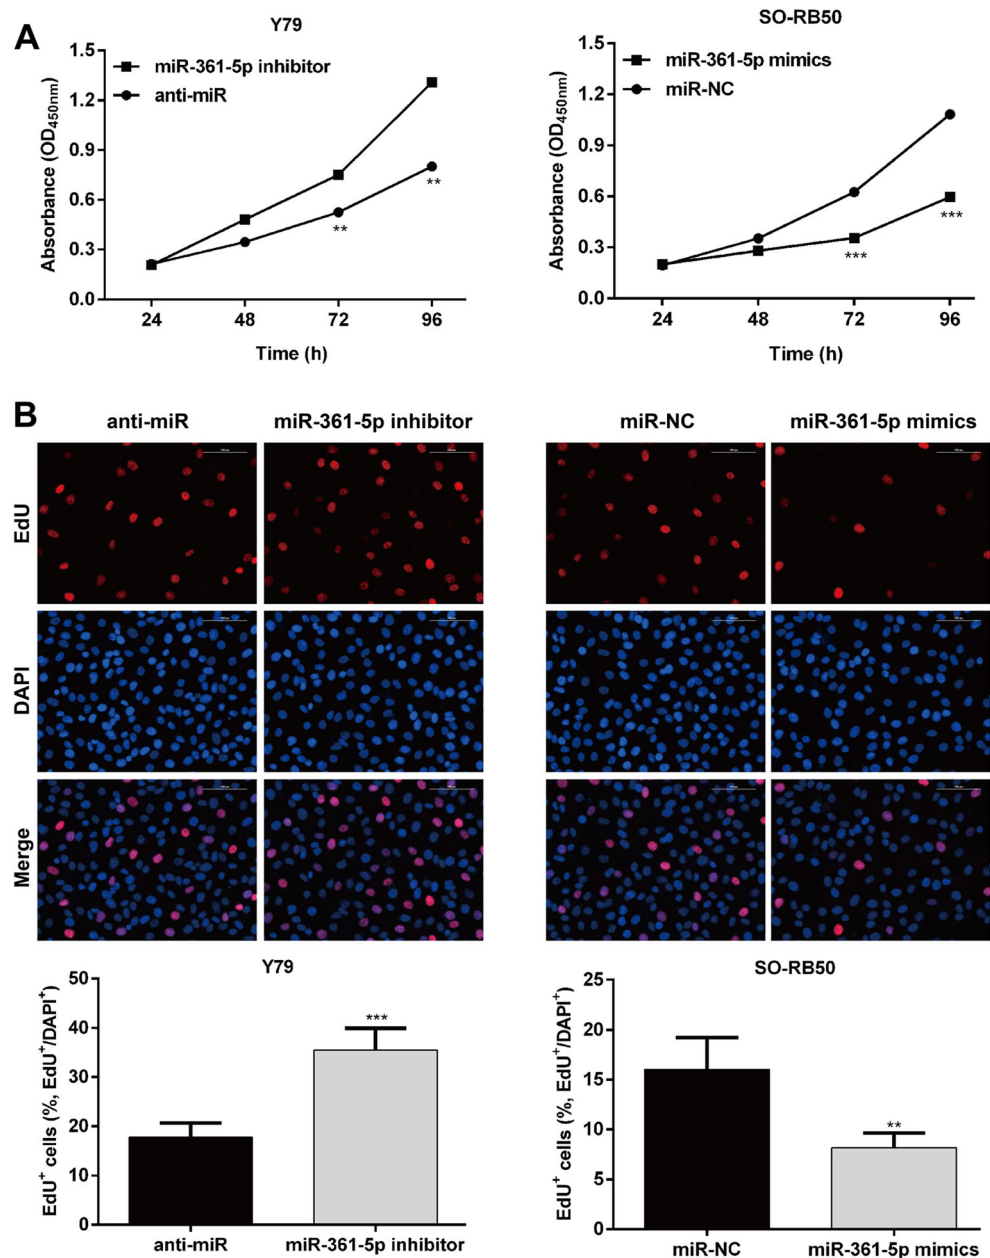 A
Y79
miR-361-5p inhibitor
anti-miR
Absorbance (OD450nm)
1.5
1.2
0.9
0.6
0.3
0.0
**
**
24 48 72 96
Time (h)
SO-RB50
miR-361-5p mimics
miR-NC
Absorbance (OD450nm)
1.5
1.2
0.9
0.6
0.3
0.0
***
***
24 48 72 96
Time (h)
B
anti-miR miR-361-5p inhibitor miR-NC miR-361-5p mimics
EdU
DAPI
Merge
Y79
EdU+ cells (%, EdU+/DAPI+)
50
40
30
20
10
0
***
anti-miR miR-361-5p inhibitor
SO-RB50
EdU+ cells (%, EdU+/DAPI+)
25
20
15
10
5
0
**
miR-NC miR-361-5p mimics